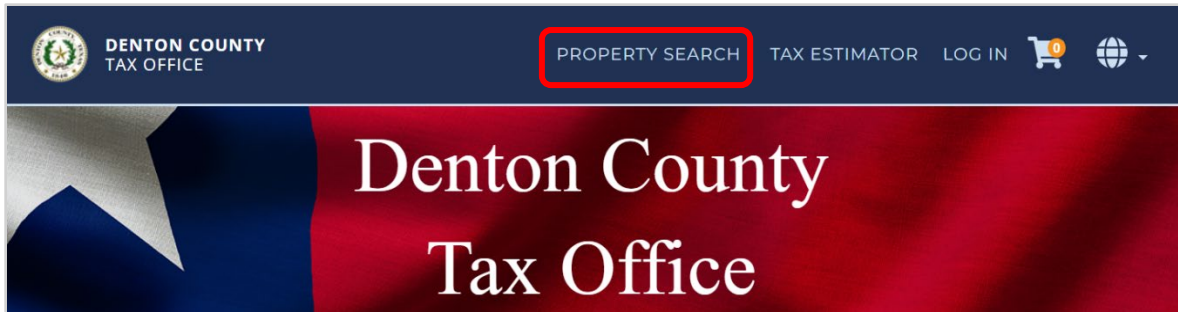 DENTON COUNTY
TAX OFFICE
PROPERTY SEARCH TAX ESTIMATOR LOG IN 0
Denton County
Tax Office